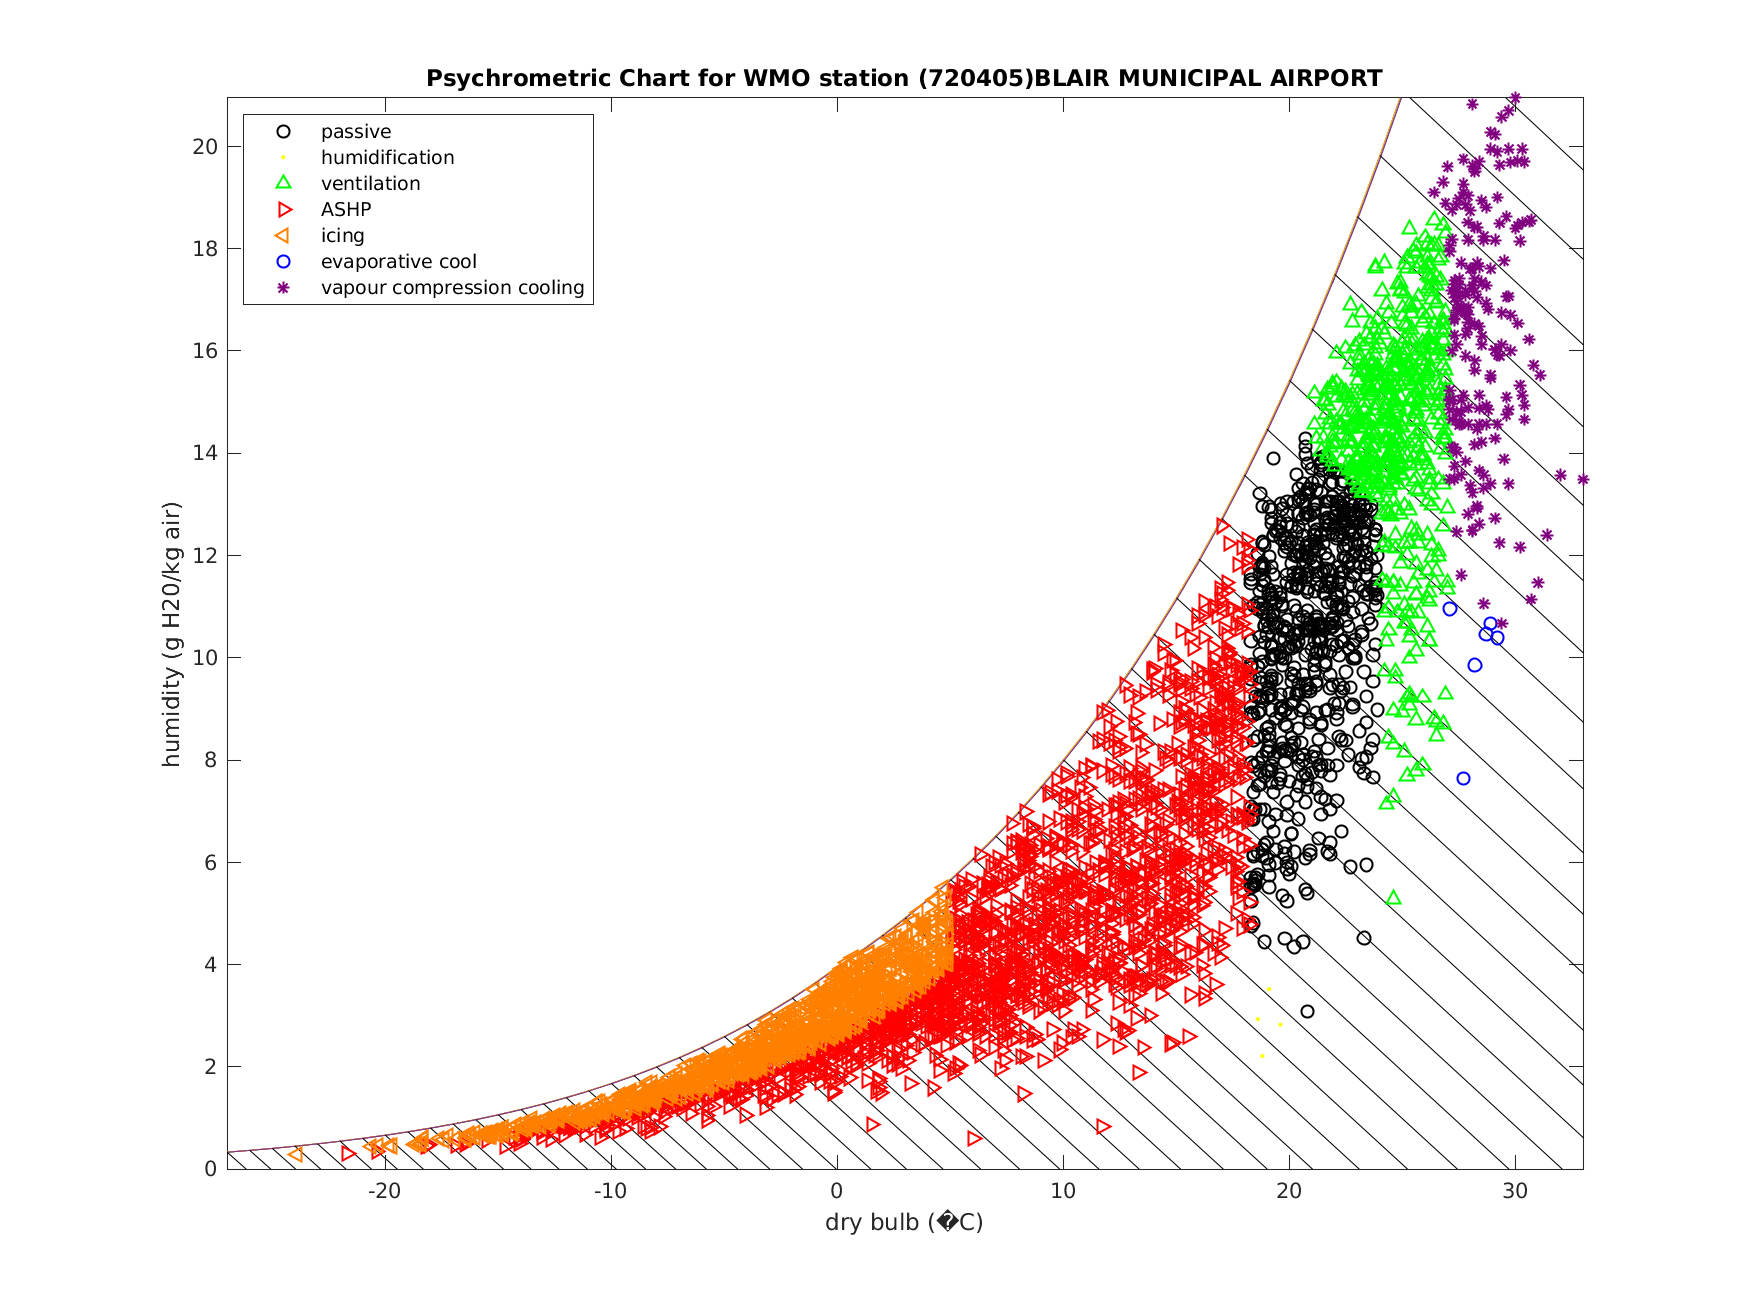 Psychrometric Chart for WMO station (720405)BLAIR MUNICIPAL AIRPORT
passive
humidification
ventilation
ASHP
icing
evaporative cool
vapour compression cooling
humidity (g H20/kg air)
20
18
16
14
12
10
8
6
4
2
0
-20
-10
0
10
20
30
dry bulb (�C)